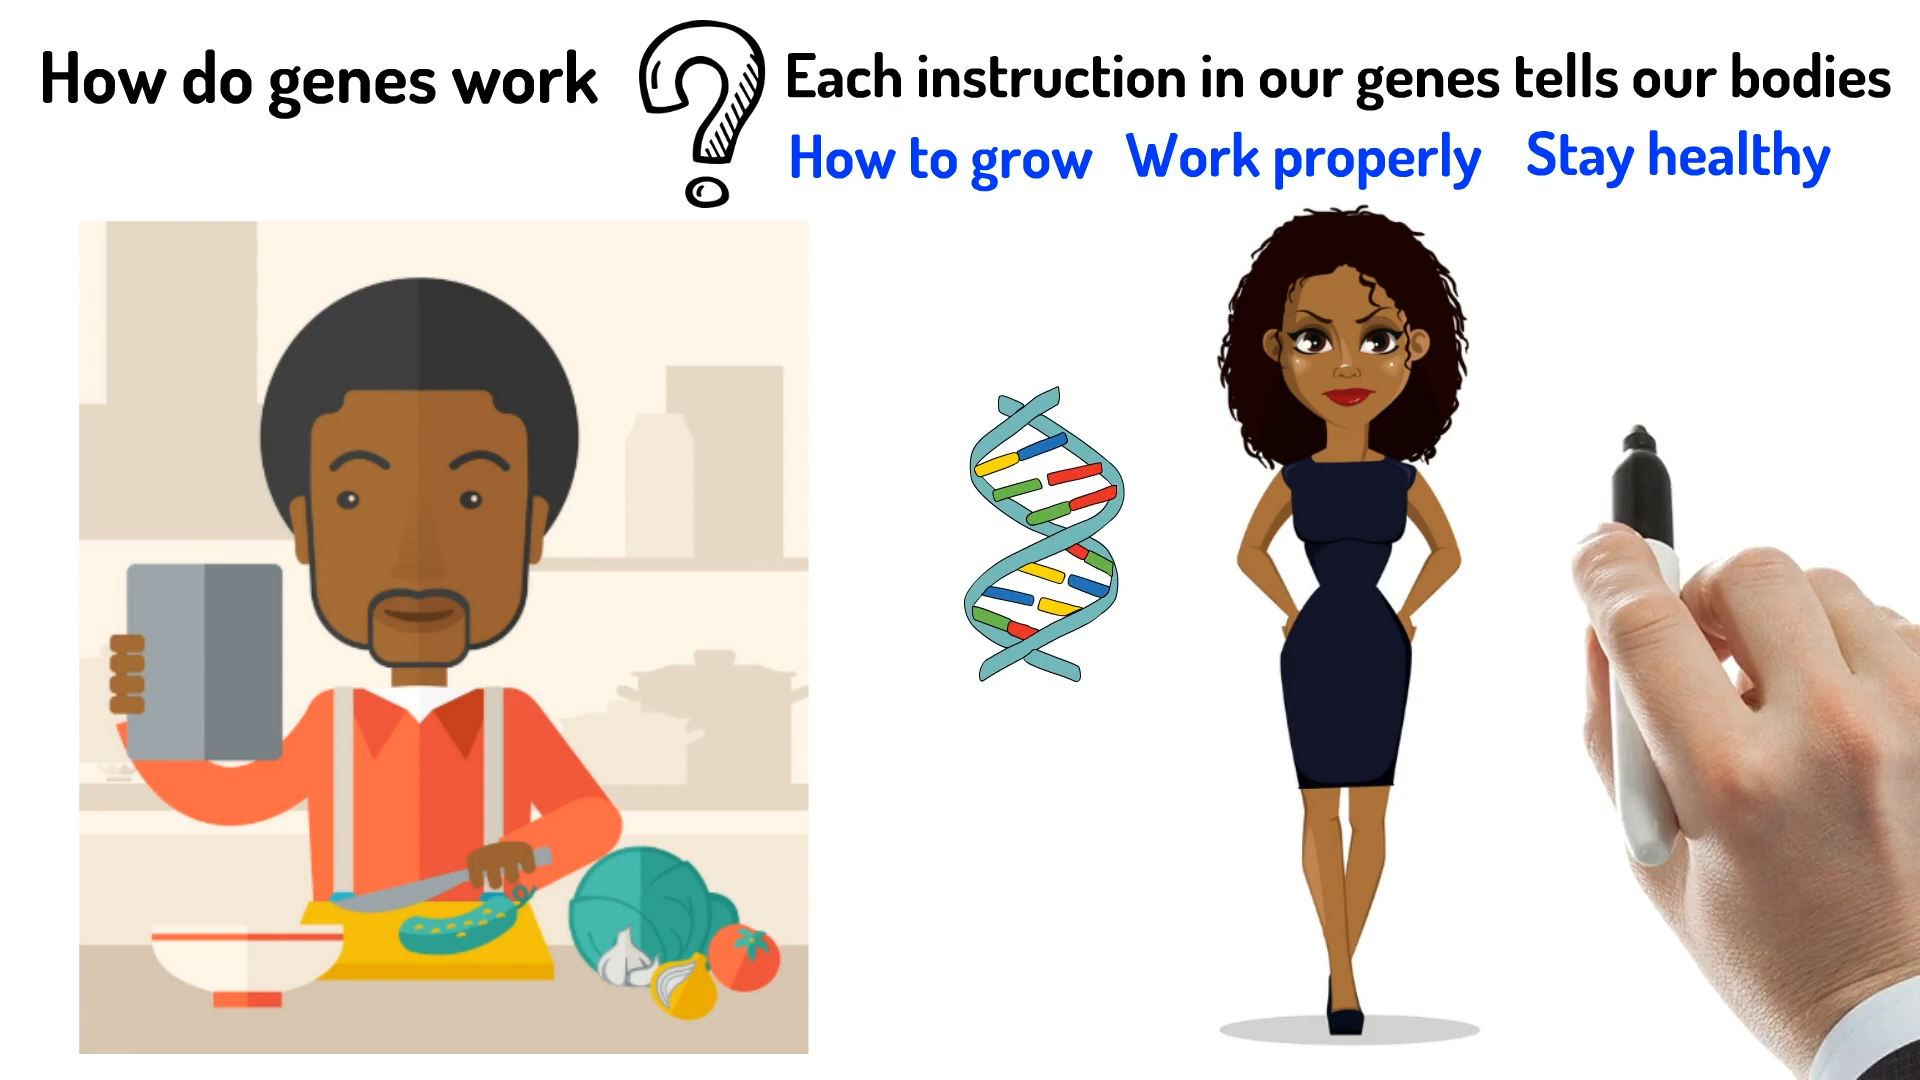 How do genes work ?
Each instruction in our genes tells our bodies
How to grow Work properly Stay healthy